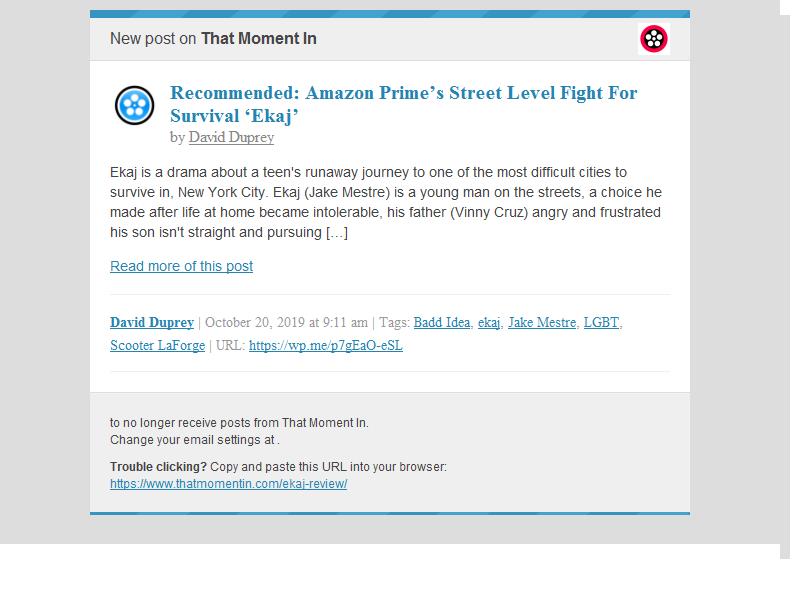 New post on That Moment In
Recommended: Amazon Prime’s Street Level Fight For
Survival ‘Ekaj’
by David Duprey
Ekaj is a drama about a teen's runaway journey to one of the most difficult cities to
survive in, New York City. Ekaj (Jake Mestre) is a young man on the streets, a choice he
made after life at home became intolerable, his father (Vinny Cruz) angry and frustrated
his son isn't straight and pursuing […]
Read more of this post
David Duprey | October 20, 2019 at 9:11 am | Tags: Badd Idea, ekaj, Jake Mestre, LGBT,
Scooter LaForge | URL: https://wp.me/p7gEaO-eSL
to no longer receive posts from That Moment In.
Change your email settings at .
Trouble clicking? Copy and paste this URL into your browser:
https://www.thatmomentin.com/ekaj-review/